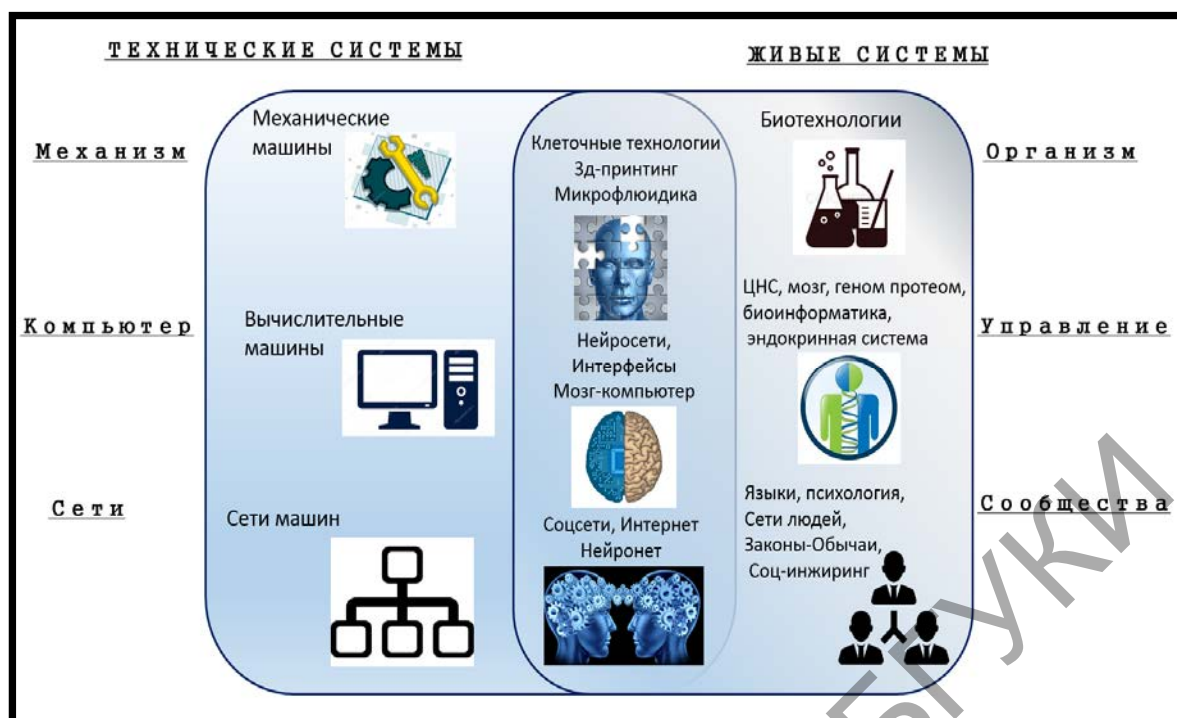 ТЕХНИЧЕСКИЕ СИСТЕМЫ
ЖИВЫЕ СИСТЕМЫ
Механизм
Механические
машины
Клеточные технологии
3д-принтинг
Микрофлюидика
Биотехнологии
Организм
Компьютер
Вычислительные
машины
Нейросети,
Интерфейсы
Мозг-компьютер
ЦНС, мозг, геном протеом,
биоинформатика,
эндокринная система
Управление
Сети
Сети машин
Соцсети, Интернет
Нейронет
Языки, психология,
Сети людей,
Законы-Обычаи,
Соц-инжиринг
Сообщества
БГУКИ